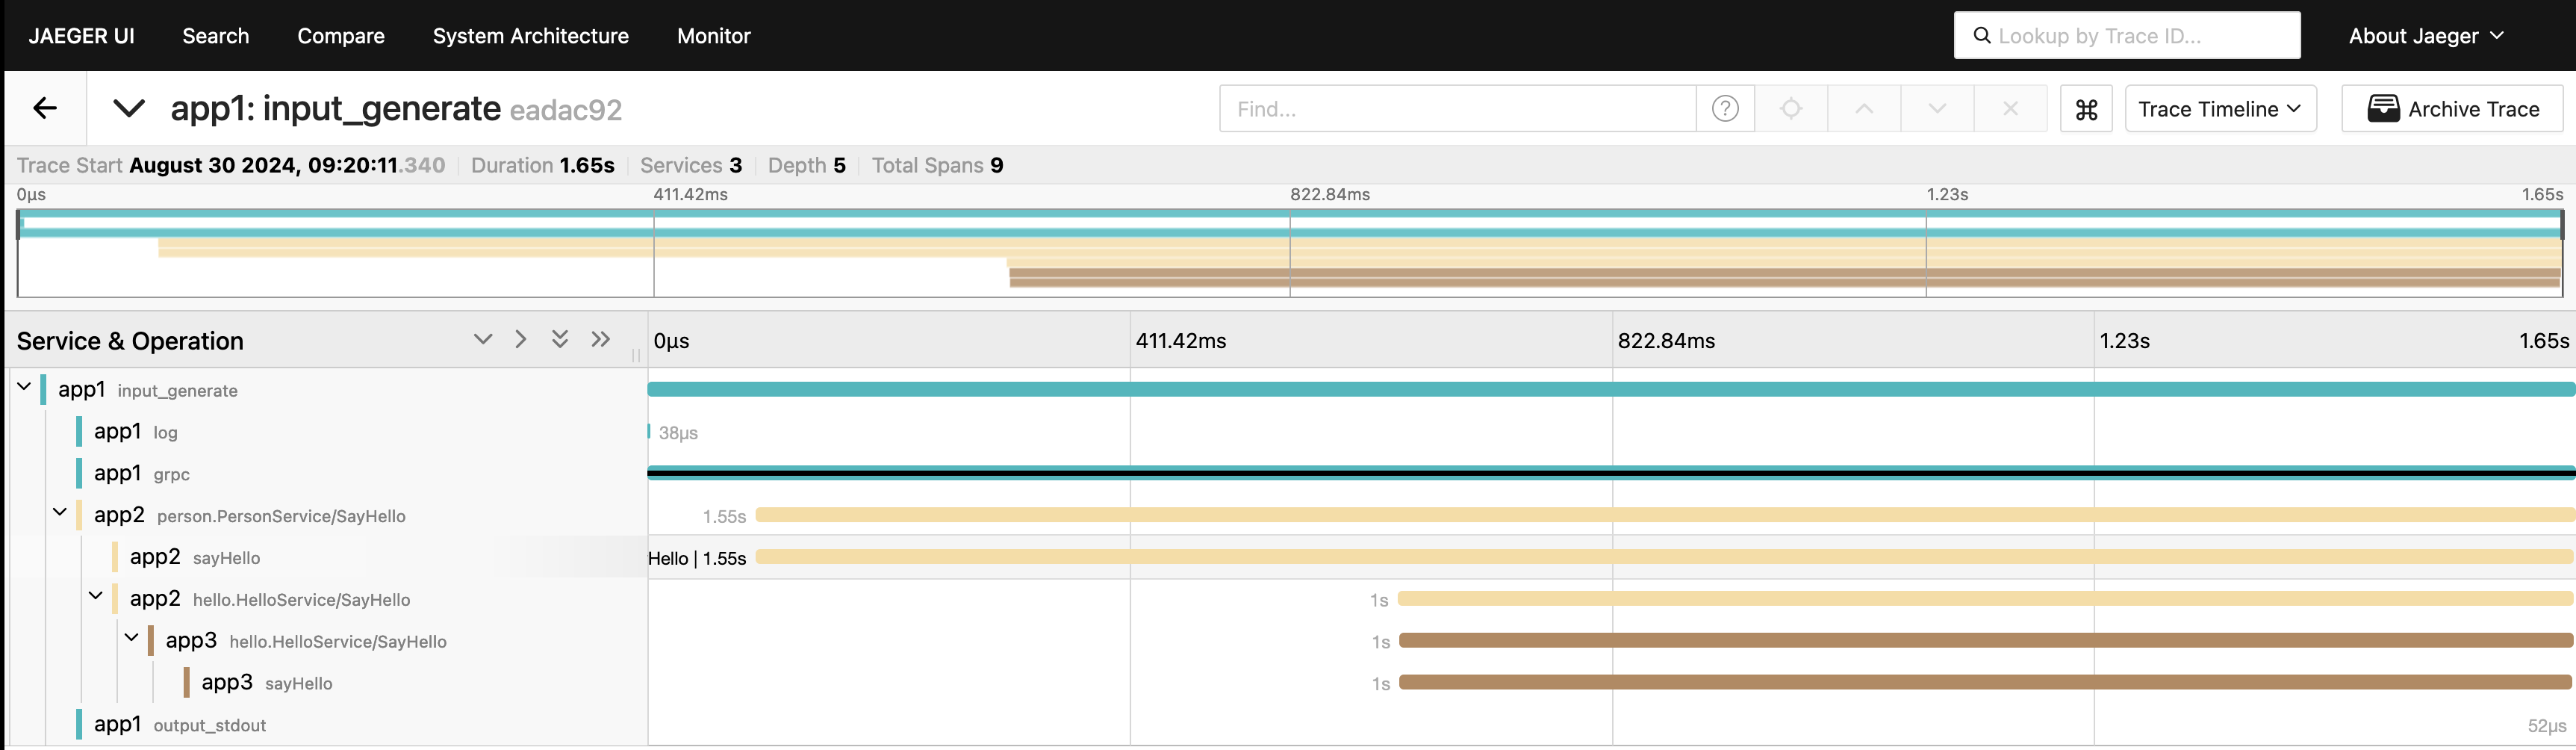 JAEGER UI Search Compare System Architecture Monitor Lookup by Trace ID... About Jaeger
app1: input_generate eadac92 Find... ? ⌘ Trace Timeline Archive Trace
Trace Start August 30 2024, 09:20:11.340 Duration 1.65s Services 3 Depth 5 Total Spans 9
0μs 411.42ms 822.84ms 1.23s 1.65s
Service & Operation 0μs 411.42ms 822.84ms 1.23s 1.65s
app1 input_generate
app1 log 38μs
app1 grpc
app2 person.PersonService/SayHello 1.55s
app2 sayHello Hello | 1.55s
app2 hello.HelloService/SayHello 1s
app3 hello.HelloService/SayHello 1s
app3 sayHello 1s
app1 output_stdout 52μs